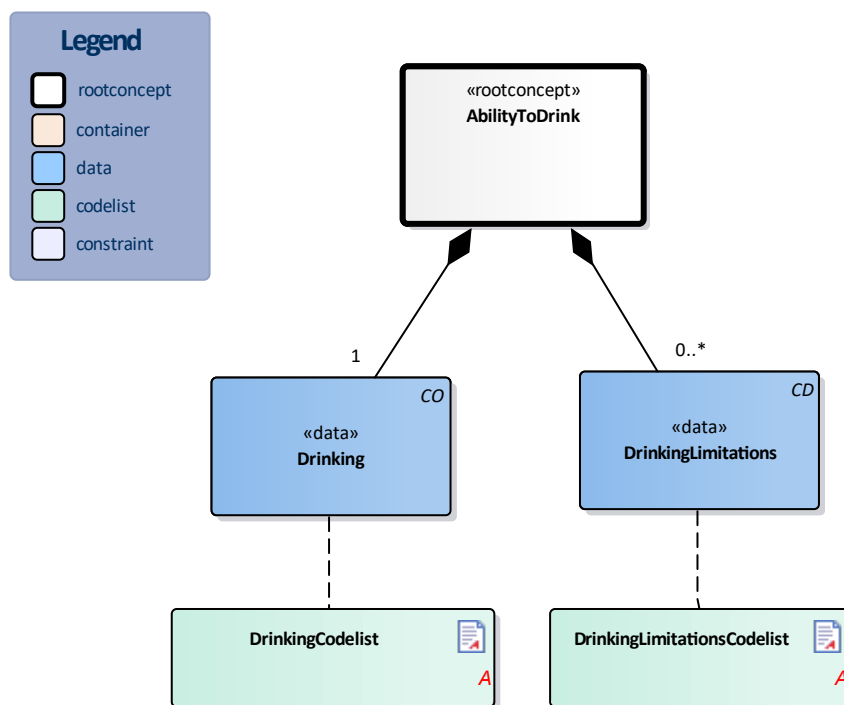 Legend
rootconcept
container
data
codelist
constraint
«rootconcept»
AbilityToDrink
1
0..*
CO
«data»
Drinking
CD
«data»
DrinkingLimitations
DrinkingCodelist
A
DrinkingLimitationsCodelist
A